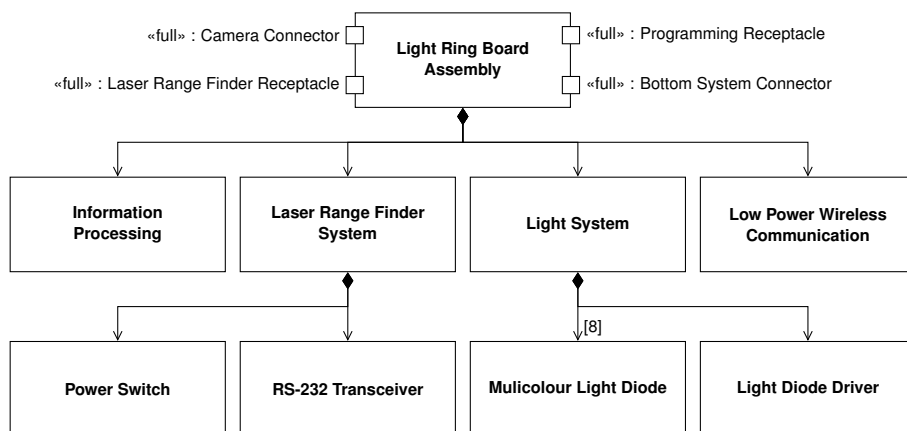 «full» : Camera Connector
«full» : Laser Range Finder Receptacle
Light Ring Board
Assembly
«full» : Programming Receptacle
«full» : Bottom System Connector
Information
Processing
Laser Range Finder
System
Light System
Low Power Wireless
Communication
[8]
Power Switch
RS-232 Transceiver
Mulicolour Light Diode
Light Diode Driver